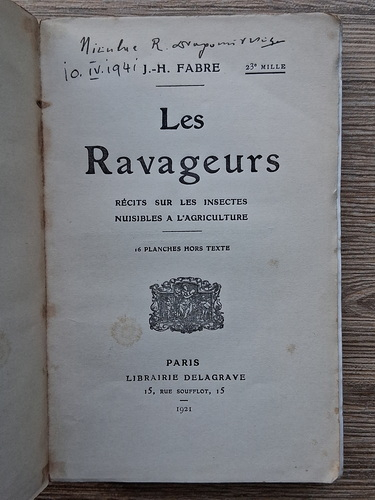 Nicolae R.
10. IV. 1941 J.-H. FABRE 23e MILLE
Les
Ravageurs
RÉCITS SUR LES INSECTES
NUISIBLES A L'AGRICULTURE
16 PLANCHES HORS TEXTE
PARIS
LIBRAIRIE DELAGRAVE
15, RUE SOUFFLOT, 15
1921